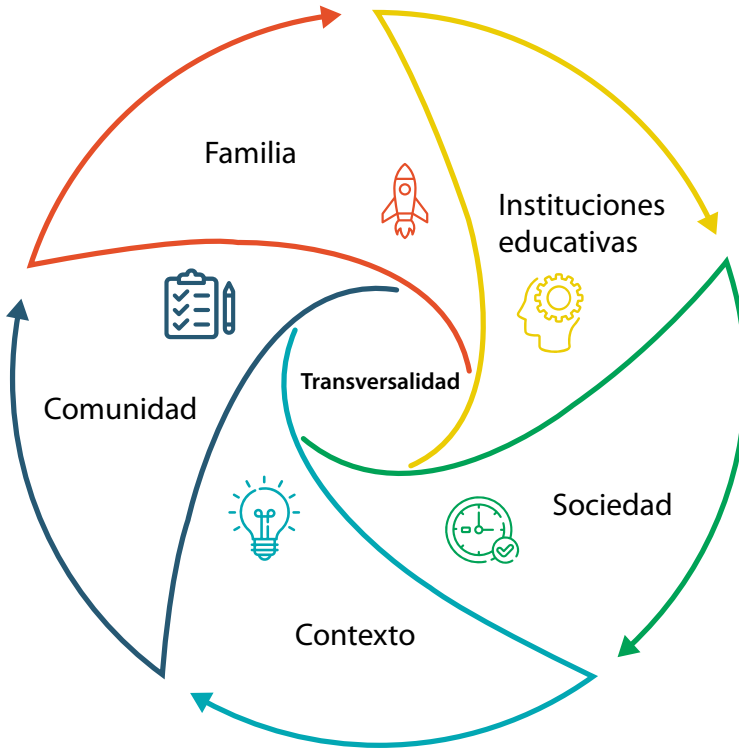 Familia
Instituciones
educativas
Transversalidad
Comunidad
Sociedad
Contexto